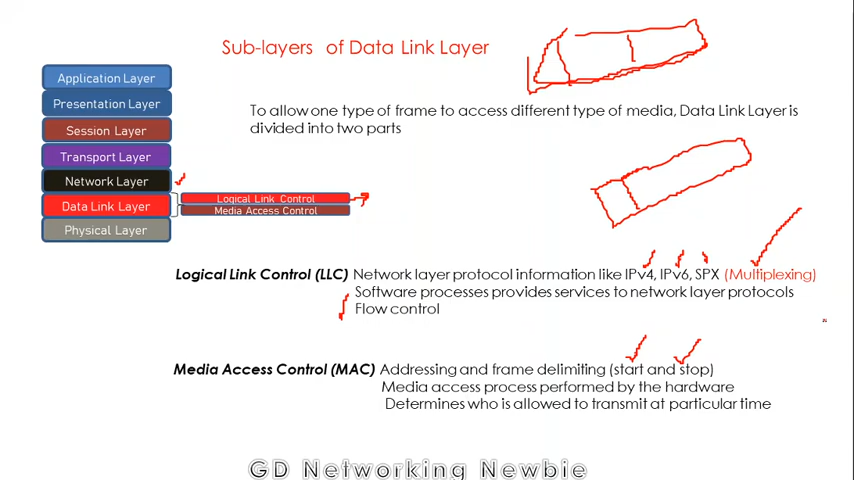 Sub-layers of Data Link Layer
Application Layer
Presentation Layer
Session Layer
Transport Layer
Network Layer
Data Link Layer
Physical Layer
Logical Link Control
Media Access Control
To allow one type of frame to access different type of media, Data Link Layer is
divided into two parts
Logical Link Control (LLC) Network layer protocol information like IPv4, IPv6, SPX (Multiplexing)
Software processes provides services to network layer protocols
Flow control
Media Access Control (MAC) Addressing and frame delimiting (start and stop)
Media access process performed by the hardware
Determines who is allowed to transmit at particular time
GD Networking Newbie